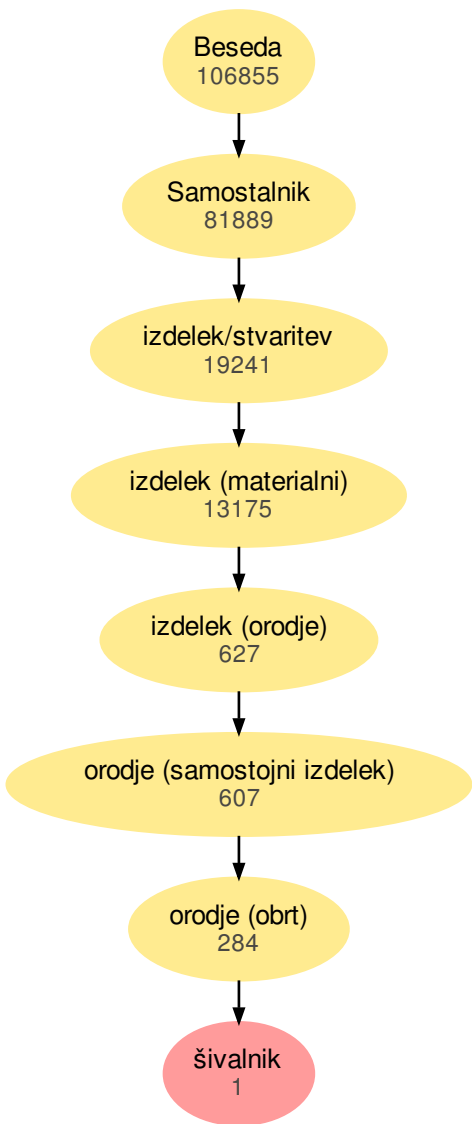 Beseda
106855
Samostalnik
81889
izdelek/stvaritev
19241
izdelek (materialni)
13175
izdelek (orodje)
627
orodje (samostojni izdelek)
607
orodje (obrt)
284
šivalnik
1